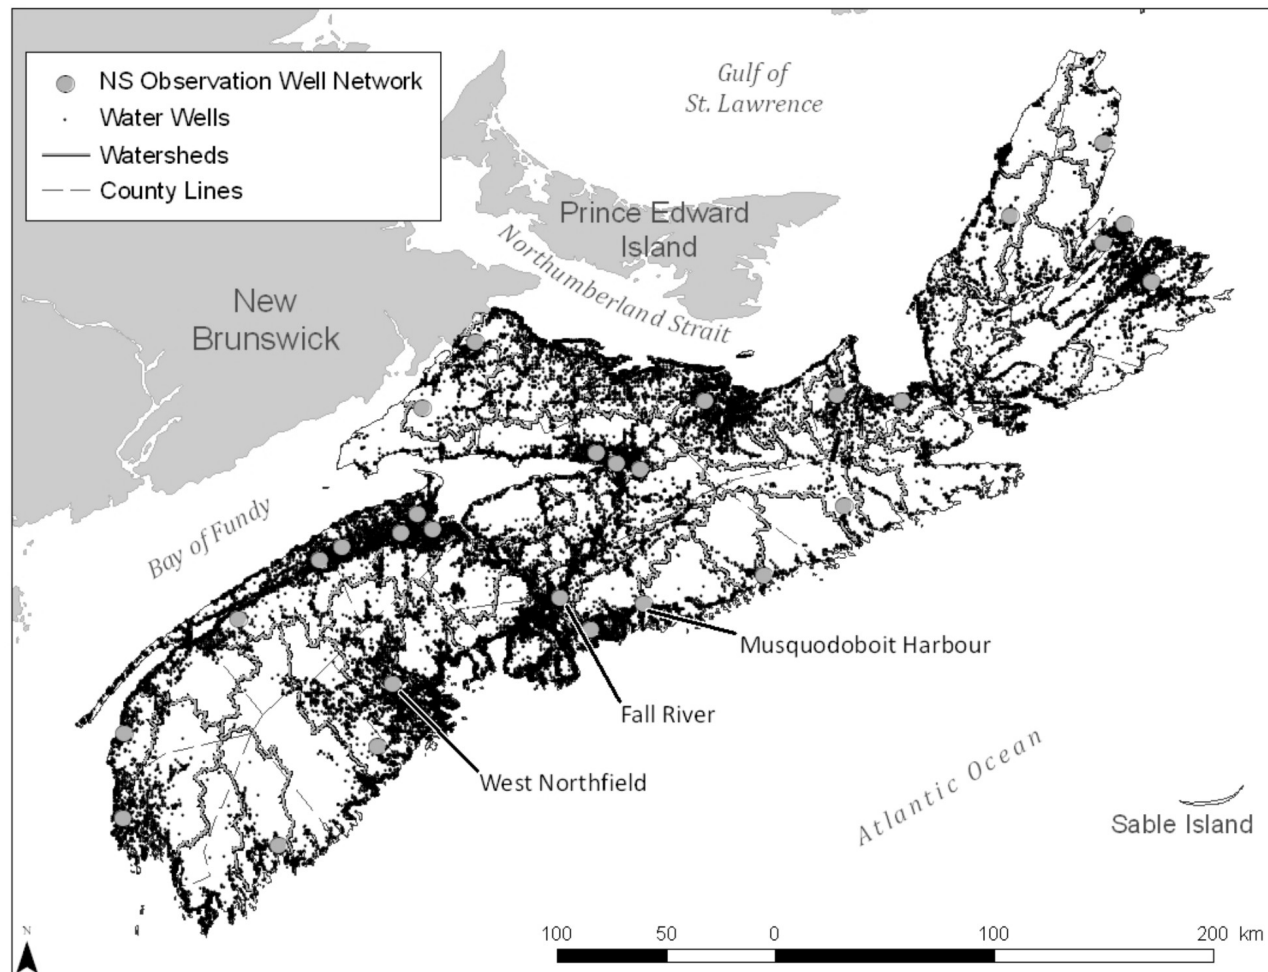 NS Observation Well Network
Water Wells
Watersheds
County Lines
Gulf of
St. Lawrence
Prince Edward
Island
Northumberland Strait
New
Brunswick
Bay of Fundy
Musquodoboit Harbour
Fall River
West Northfield
Atlantic Ocean
Sable Island
N
100 50 0 100 200 km